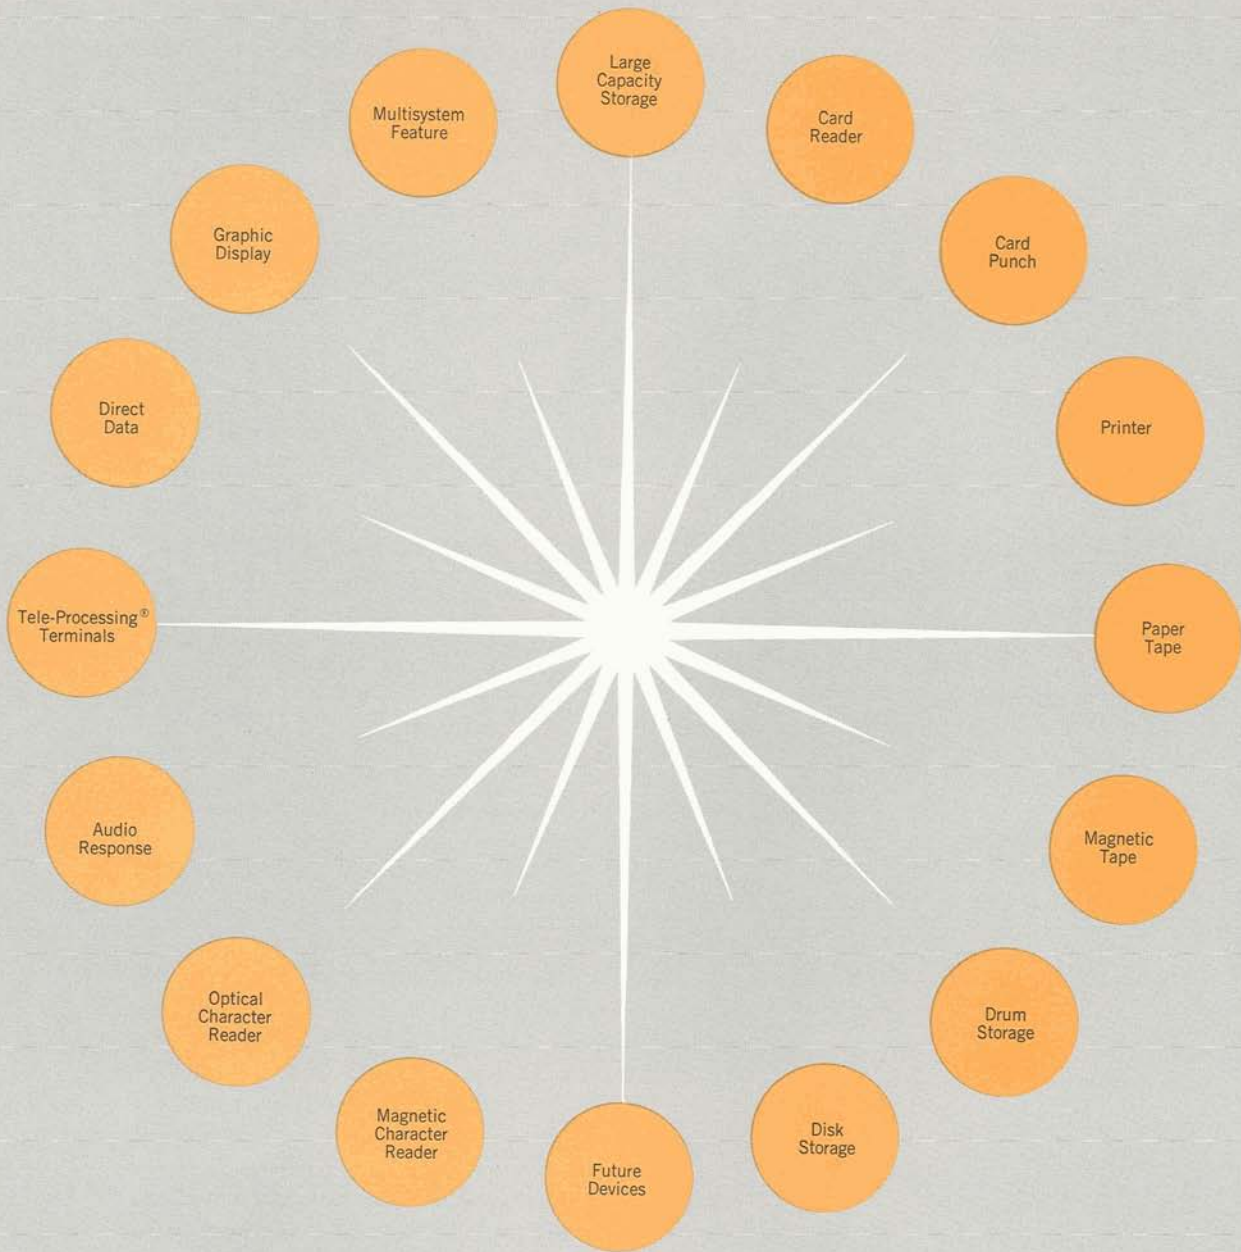 Large
Capacity
Storage
Card
Reader
Card
Punch
Printer
Paper
Tape
Magnetic
Tape
Drum
Storage
Disk
Storage
Future
Devices
Magnetic
Character
Reader
Optical
Character
Reader
Audio
Response
Tele-Processing®
Terminals
Direct
Data
Graphic
Display
Multisystem
Feature